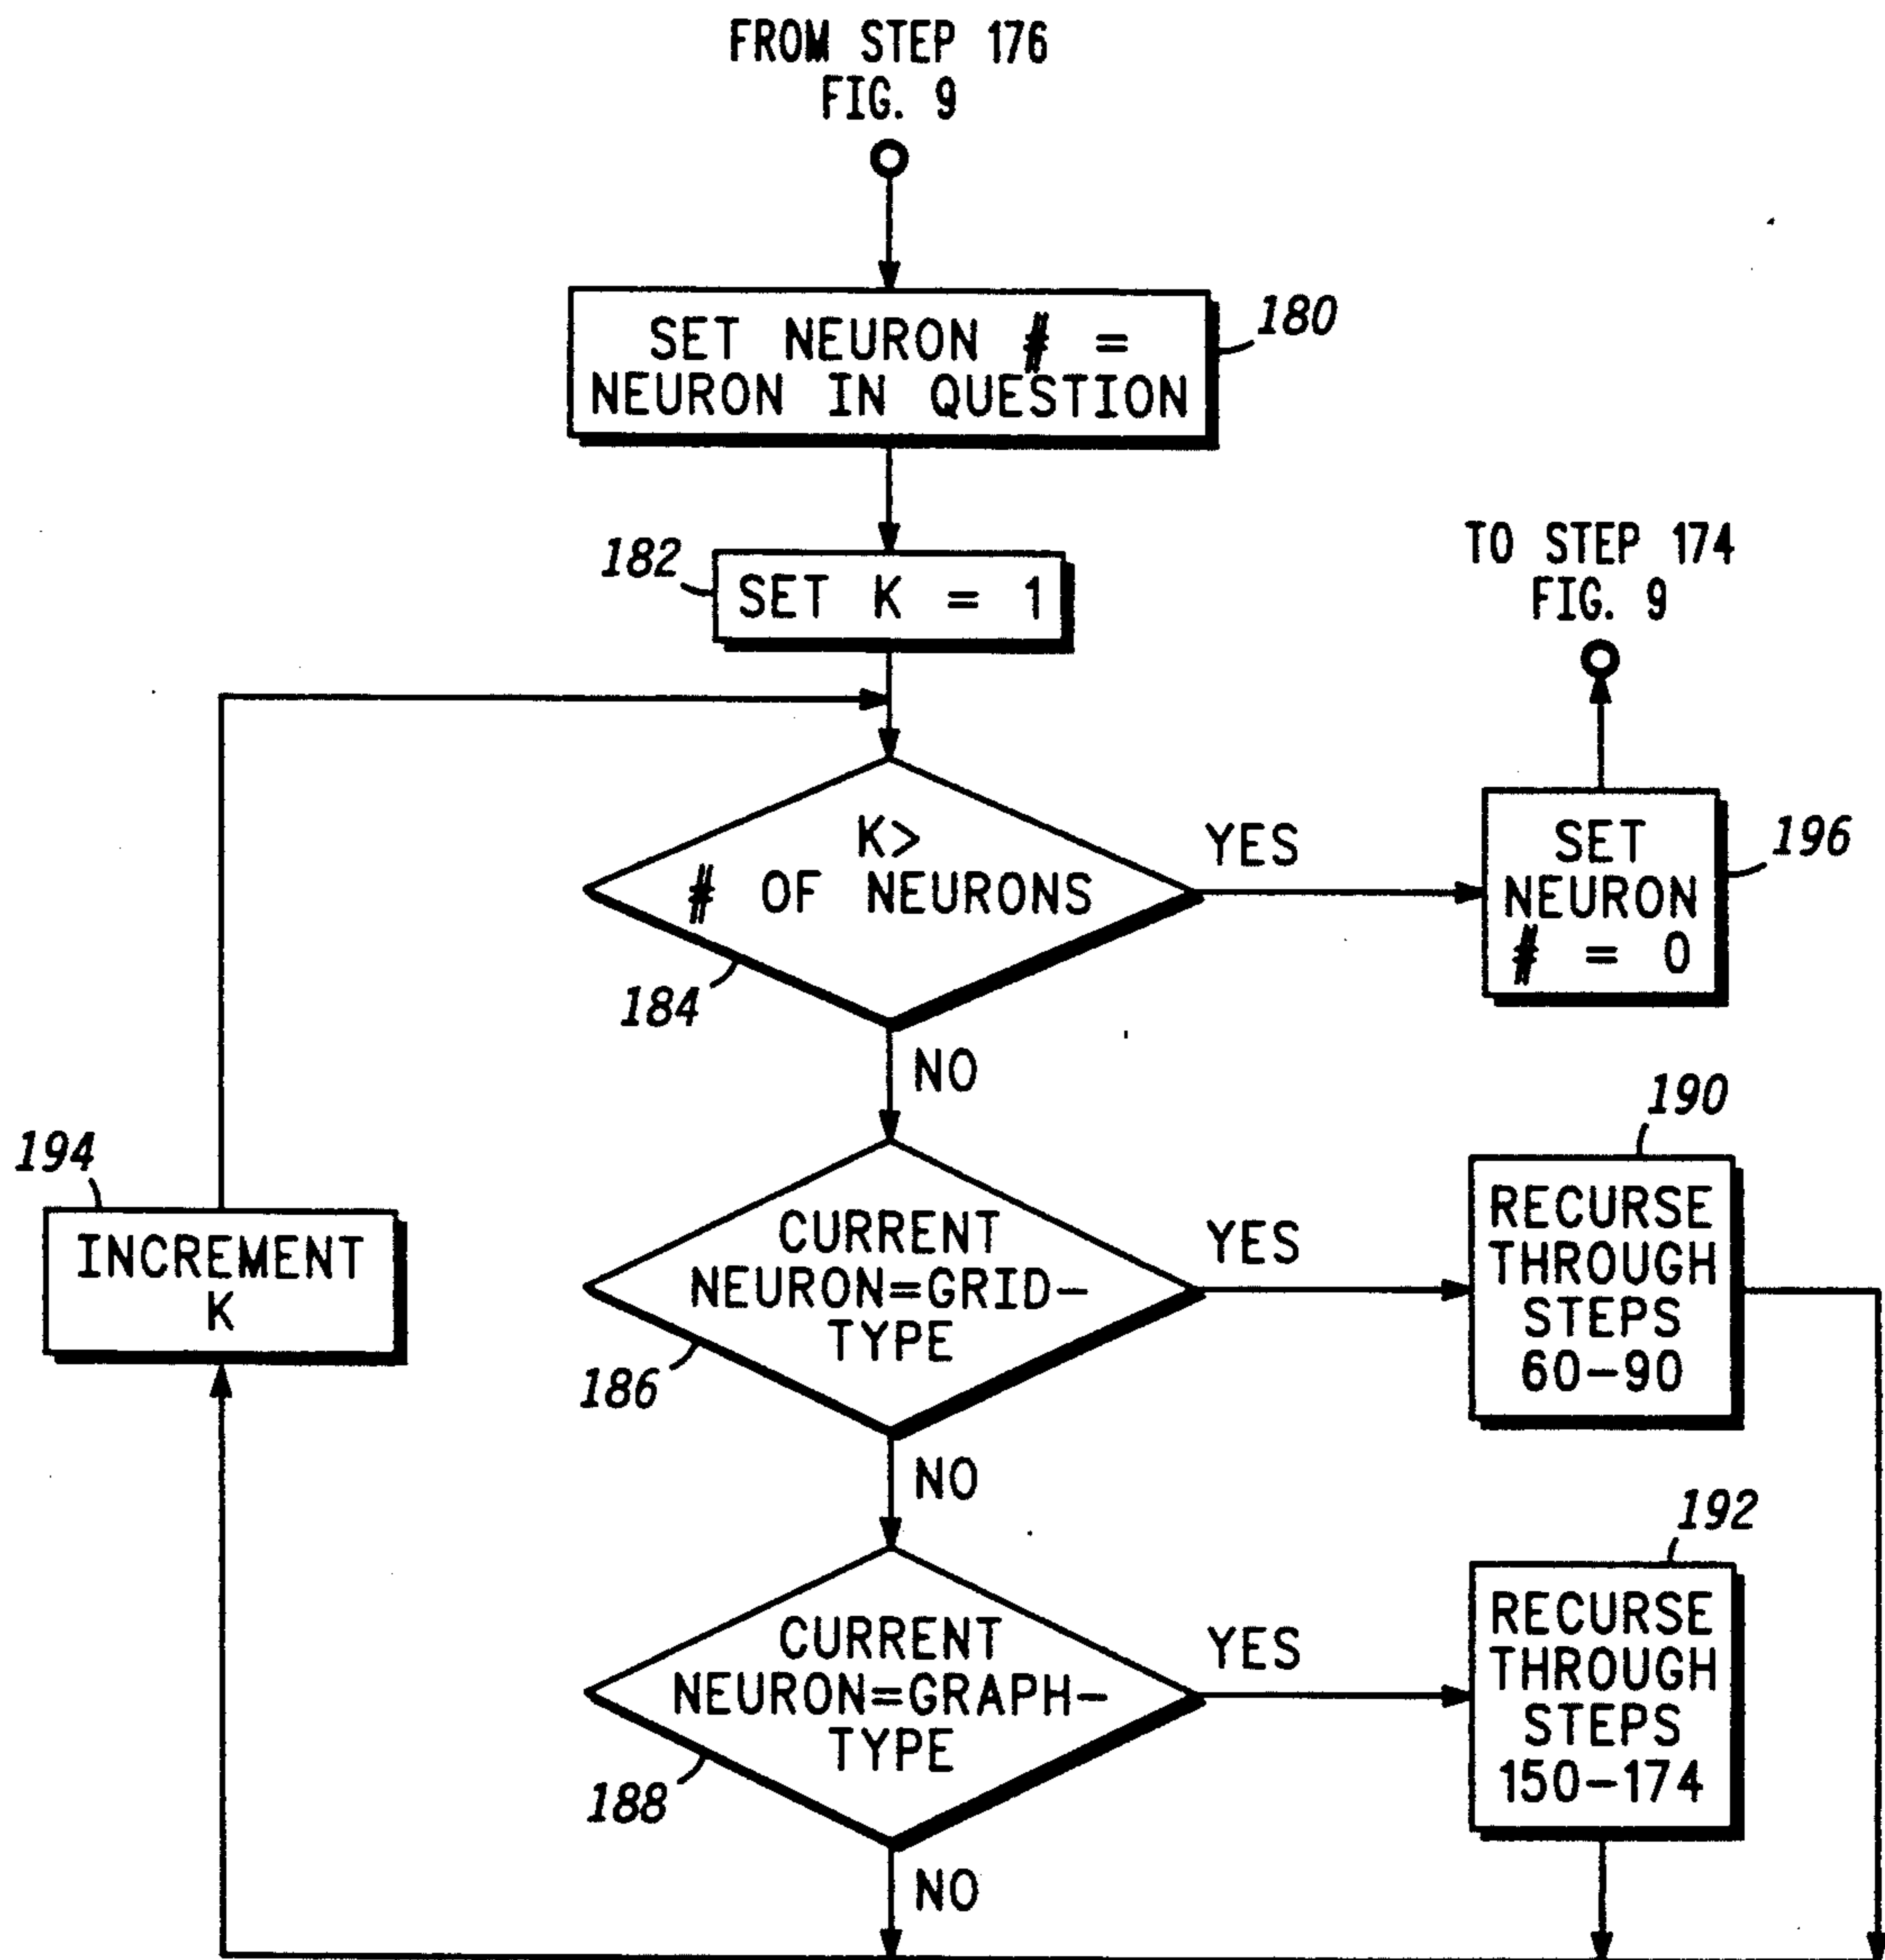 FROM STEP 176
FIG. 9
SET NEURON # =
NEURON IN QUESTION
180
182
SET K = 1
TO STEP 174
FIG. 9
K>
# OF NEURONS
YES
184
NO
SET
NEURON
# = 0
196
194
INCREMENT
K
CURRENT
NEURON=GRID-
TYPE
YES
186
NO
190
RECURSE
THROUGH
STEPS
60-90
CURRENT
NEURON=GRAPH-
TYPE
YES
188
NO
192
RECURSE
THROUGH
STEPS
150-174